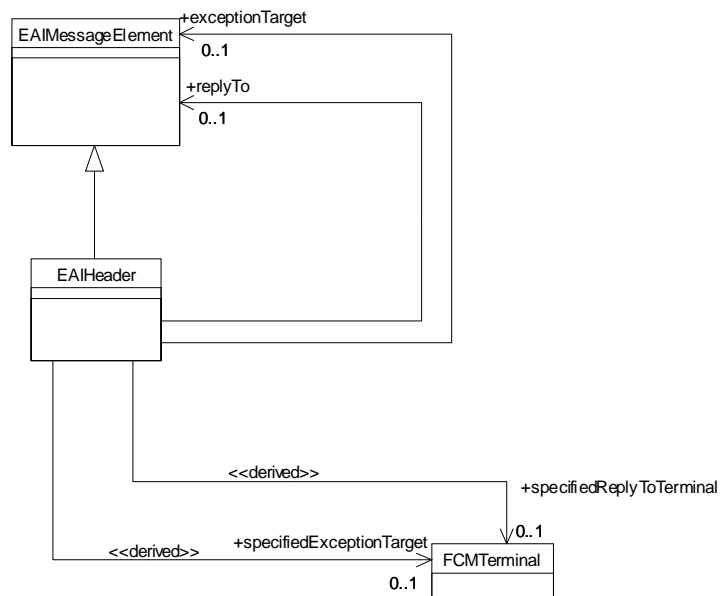 +exceptionTarget
EAIMessageElement
0..1
+replyTo
0..1
EAIHeader
<<derived>>
+specifiedReplyToTerminal
0..1
+specifiedExceptionTarget
<<derived>>
FCMTerminal
0..1